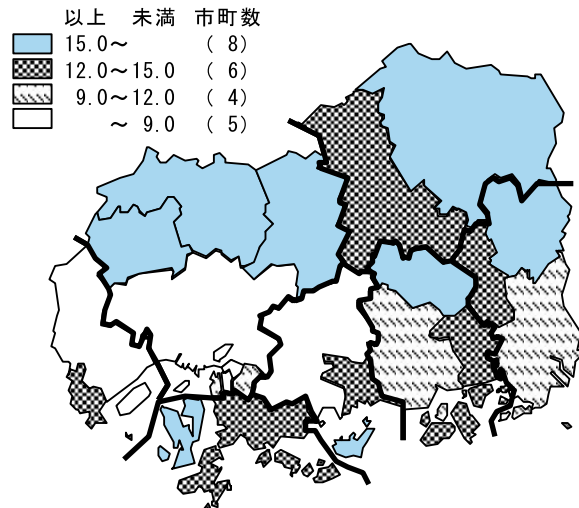 以上 未満 市町数
15.0～ ( 8)
12.0～15.0 ( 6)
9.0～12.0 ( 4)
～ 9.0 ( 5)